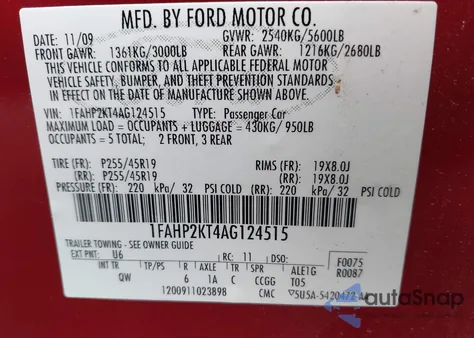 MFD. BY FORD MOTOR CO.
DATE: 11/09 GVWR: 2540KG/5600LB
FRONT GAWR: 1361KG/3000LB REAR GAWR: 1216KG/2680LB
THIS VEHICLE CONFORMS TO ALL APPLICABLE FEDERAL MOTOR
VEHICLE SAFETY, BUMPER, AND THEFT PREVENTION STANDARDS
IN EFFECT ON THE DATE OF MANUFACTURE SHOWN ABOVE.
VIN: 1FAHP2KT4AG124515 TYPE: Passenger Car
MAXIMUM LOAD = OCCUPANTS + LUGGAGE = 430KG/950LB
OCCUPANTS = 5 TOTAL: 2 FRONT, 3 REAR
TIRE (FR): P255/45R19 RIMS (FR): 19X8.0J
(RR): P255/45R19 (RR): 19X8.0J
PRESSURE (FR): 220 kPa/ 32 PSI COLD (RR): 220 kPa/ 32 PSI COLD
1FAHP2KT4AG124515
TRAILER TOWING - SEE OWNER GUIDE
EXT PNT: U6 RC: 11 DSO: F0075
INT TR TP/PS R AXLE TR SPR ALE1G R0087
QW 6 1A C CCGG T05
1200911023898 CMC
autoSnap